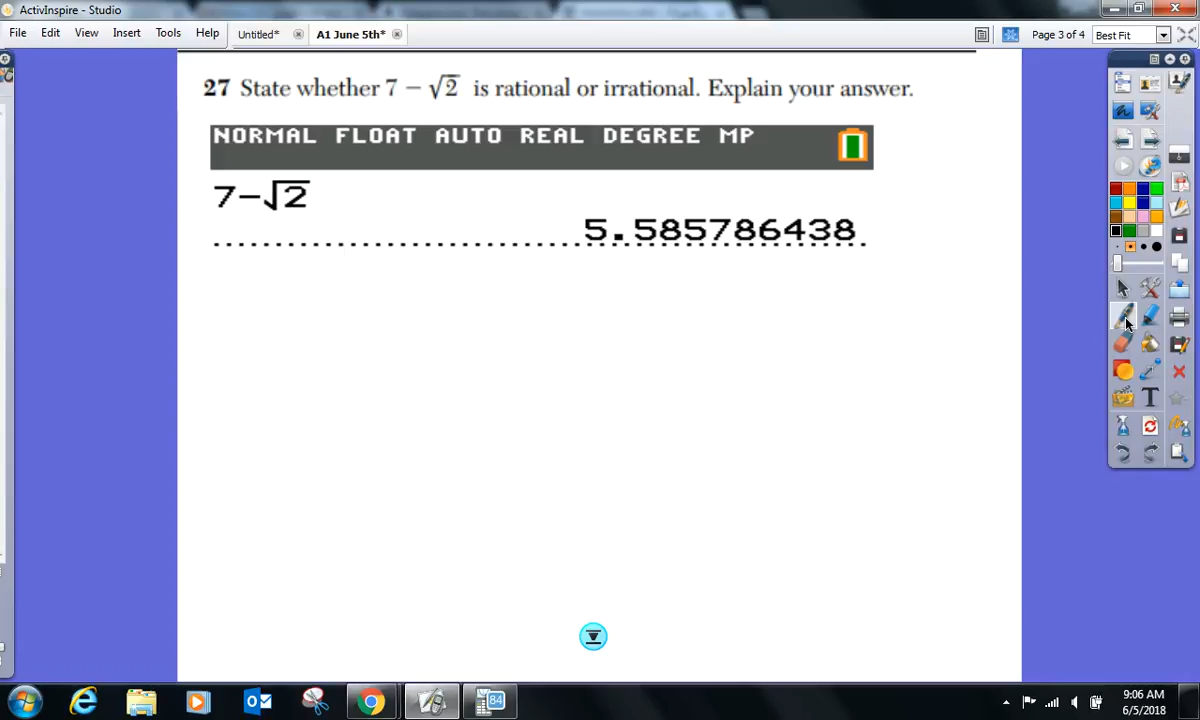 ActivInspire - Studio
File Edit View Insert Tools Help Untitled* A1 June 5th* Page 3 of 4 Best Fit
27 State whether 7 − √2 is rational or irrational. Explain your answer.
NORMAL FLOAT AUTO REAL DEGREE MP
7−√2
5.585786438
T
84
9:06 AM
6/5/2018